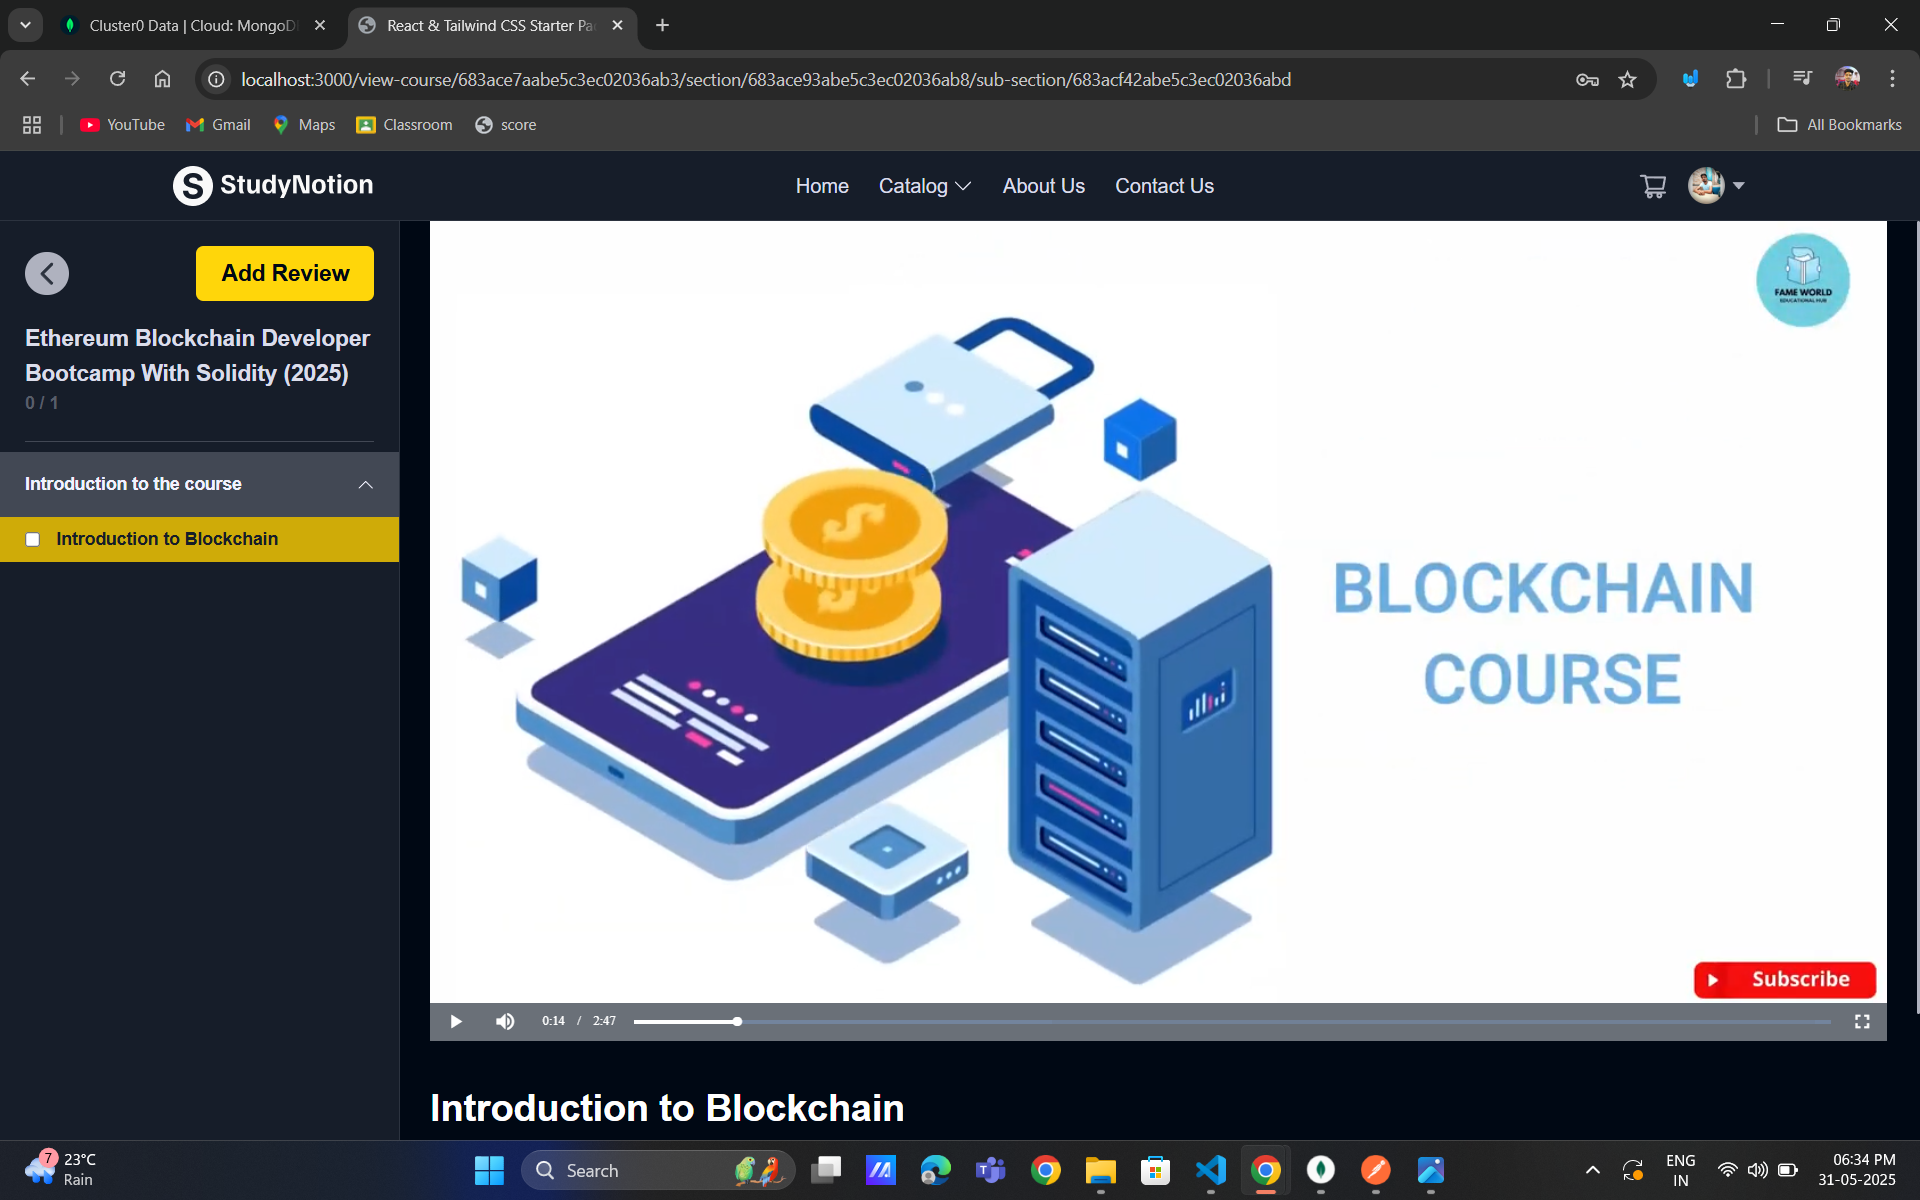 Cluster0 Data | Cloud: MongoD
React & Tailwind CSS Starter Pa
localhost:3000/view-course/683ace7aabe5c3ec02036ab3/section/683ace93abe5c3ec02036ab8/sub-section/683acf42abe5c3ec02036abd
YouTube
Gmail
Maps
Classroom
score
All Bookmarks
S StudyNotion
Home
Catalog
About Us
Contact Us
Add Review
Ethereum Blockchain Developer
Bootcamp With Solidity (2025)
0 / 1
Introduction to the course
Introduction to Blockchain
FAME WORLD
EDUCATIONAL HUB
BLOCKCHAIN
COURSE
Subscribe
0:14 / 2:47
Introduction to Blockchain
7
23°C
Rain
Search
ENG
IN
06:34 PM
31-05-2025